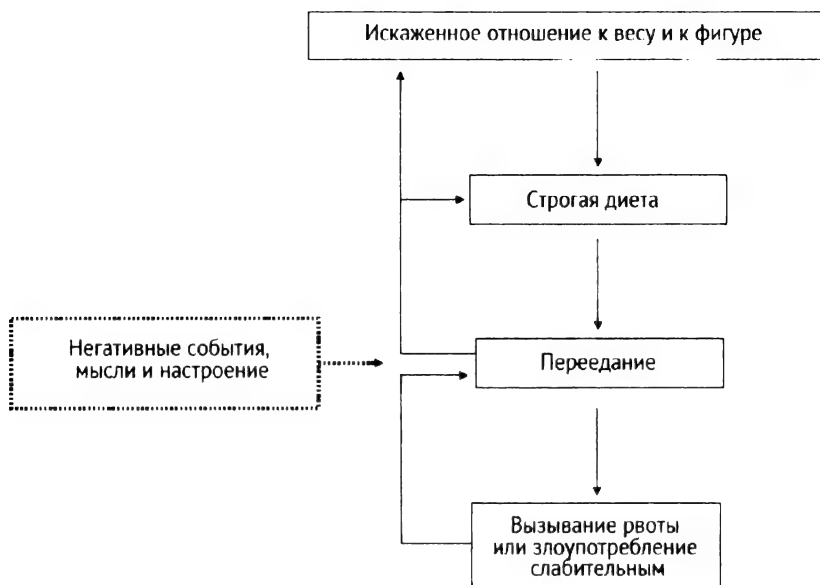 Искаженное отношение к весу и к фигуре
Строгая диета
Негативные события,
мысли и настроение
Переедание
Вызывание рвоты
или злоупотребление
слабительным